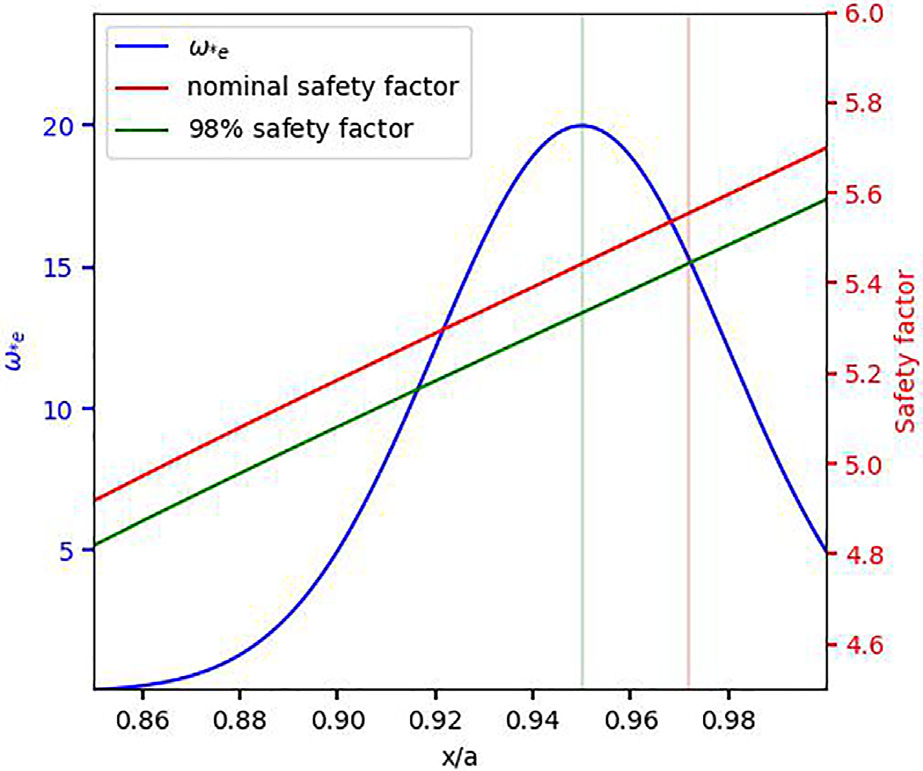 ω*e
nominal safety factor
98% safety factor
20
15
10
5
ω*e
6.0
5.8
5.6
5.4
5.2
5.0
4.8
4.6
Safety factor
0.86 0.88 0.90 0.92 0.94 0.96 0.98
x/a